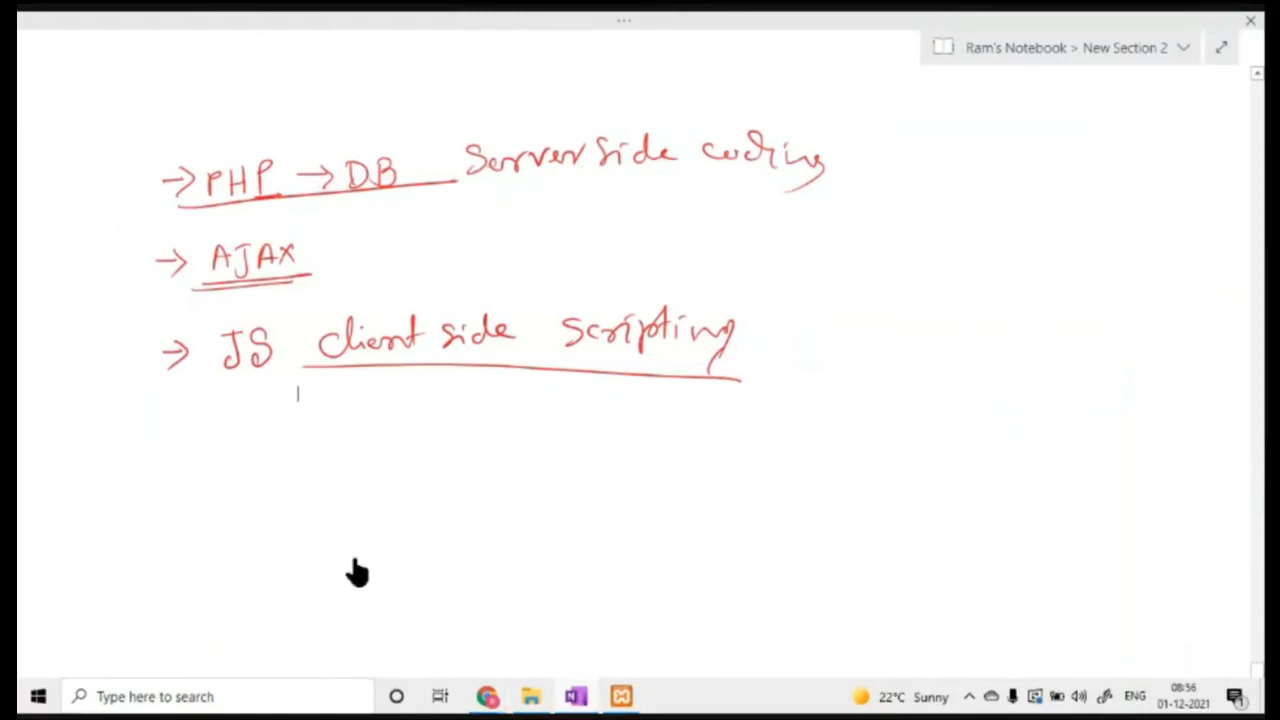 Ram's Notebook > New Section 2
→ PHP → DB Server side coding
→ AJAX
→ JS client side scripting
Type here to search
22°C Sunny
ENG
08:56
01-12-2021
1